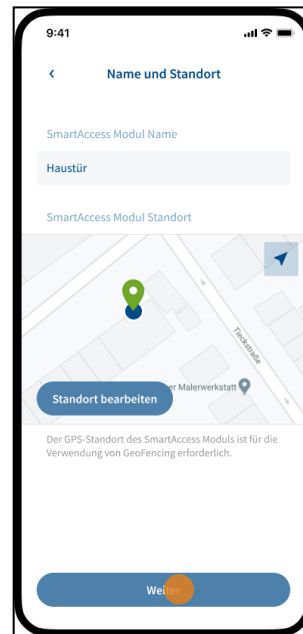 9:41
Name und Standort
SmartAccess Modul Name
Haustür
SmartAccess Modul Standort
Tieckstraße
er Malerwerkstatt
Standort bearbeiten
Der GPS-Standort des SmartAccess Moduls ist für die
Verwendung von GeoFencing erforderlich.
Weiter